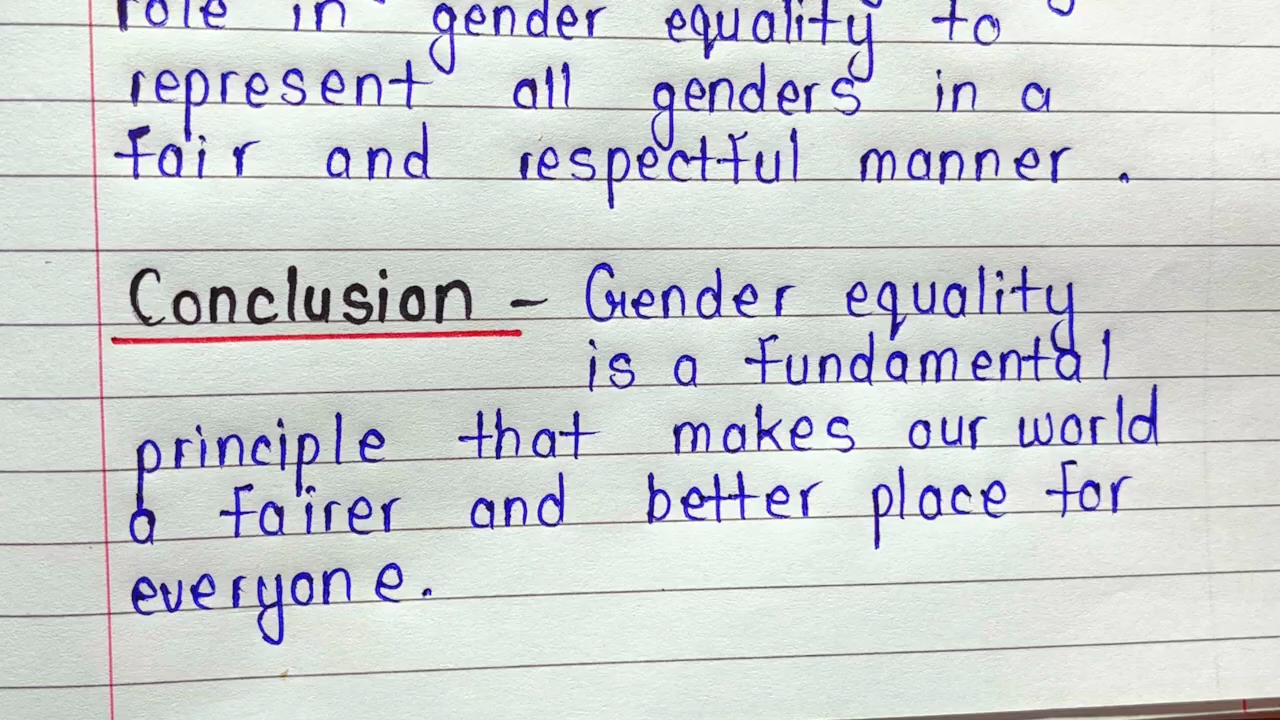 role in gender equality to
represent all genders in a
fair and respectful manner.
Conclusion - Gender equality
is a fundamental
principle that makes our world
a fairer and better place for
everyone.